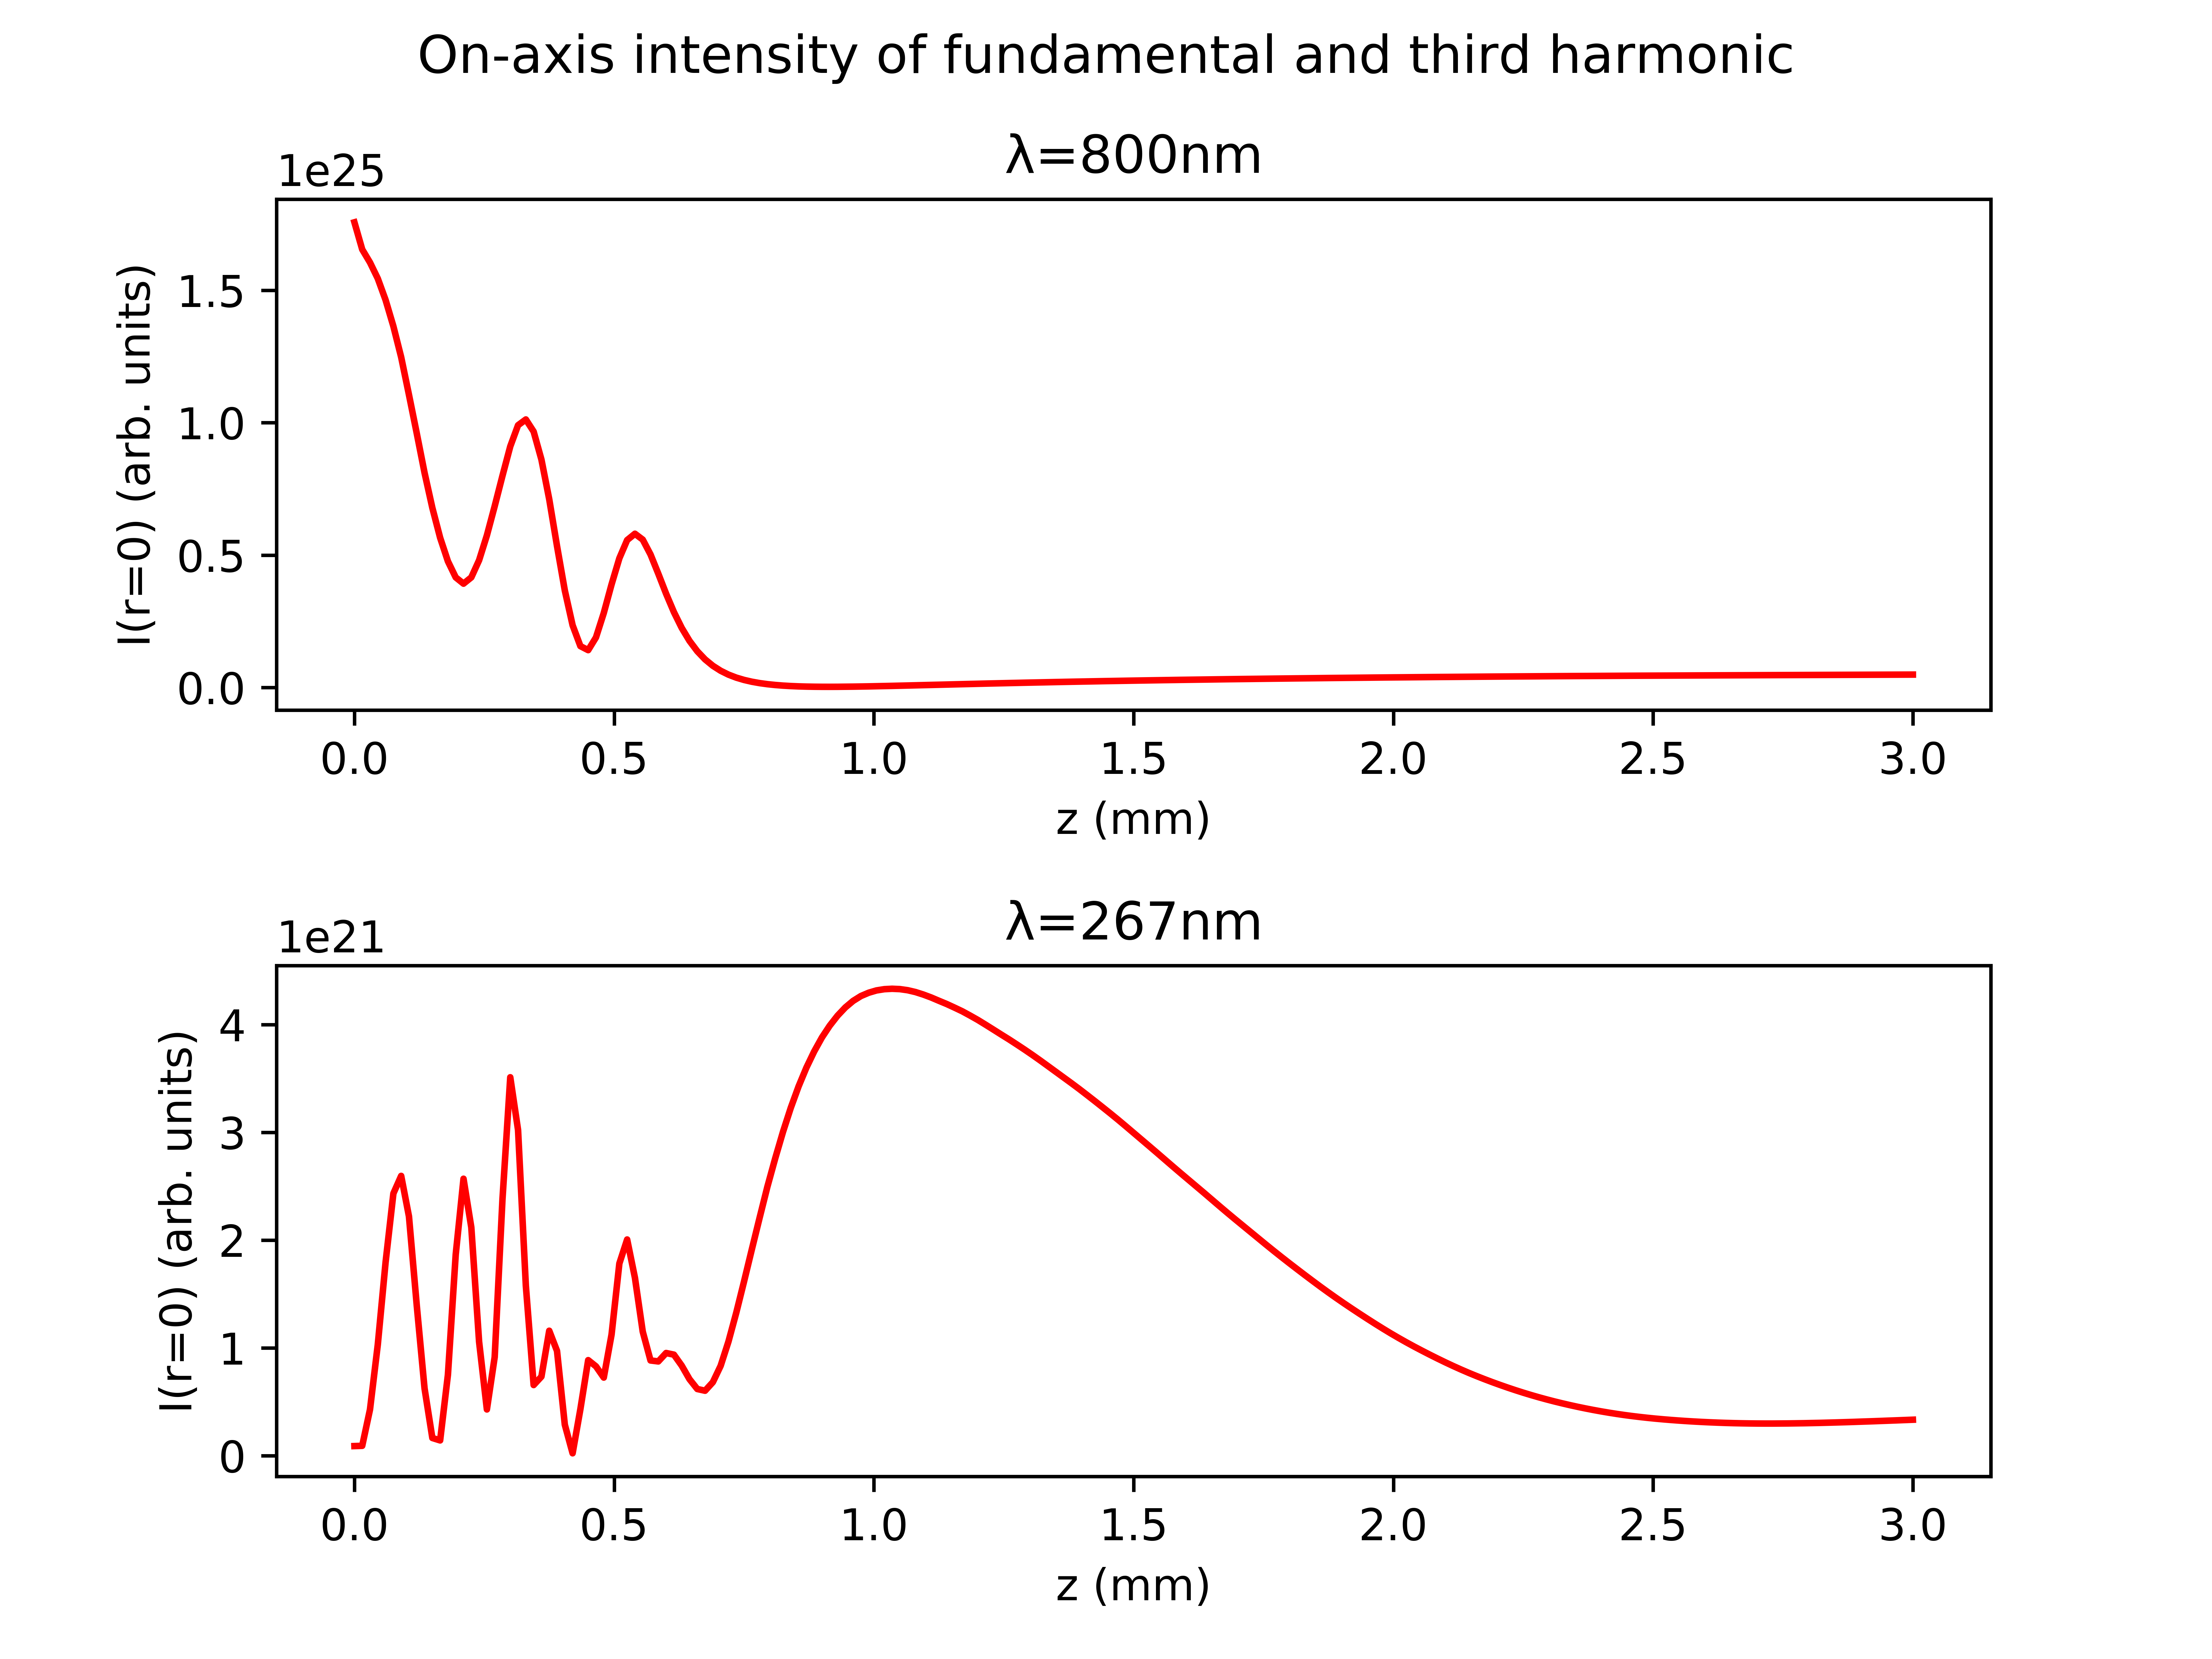 On-axis intensity of fundamental and third harmonic
λ=800nm
1e25
I(r=0) (arb. units)
1.5
1.0
0.5
0.0
0.0 0.5 1.0 1.5 2.0 2.5 3.0
z (mm)
λ=267nm
1e21
I(r=0) (arb. units)
4
3
2
1
0
0.0 0.5 1.0 1.5 2.0 2.5 3.0
z (mm)